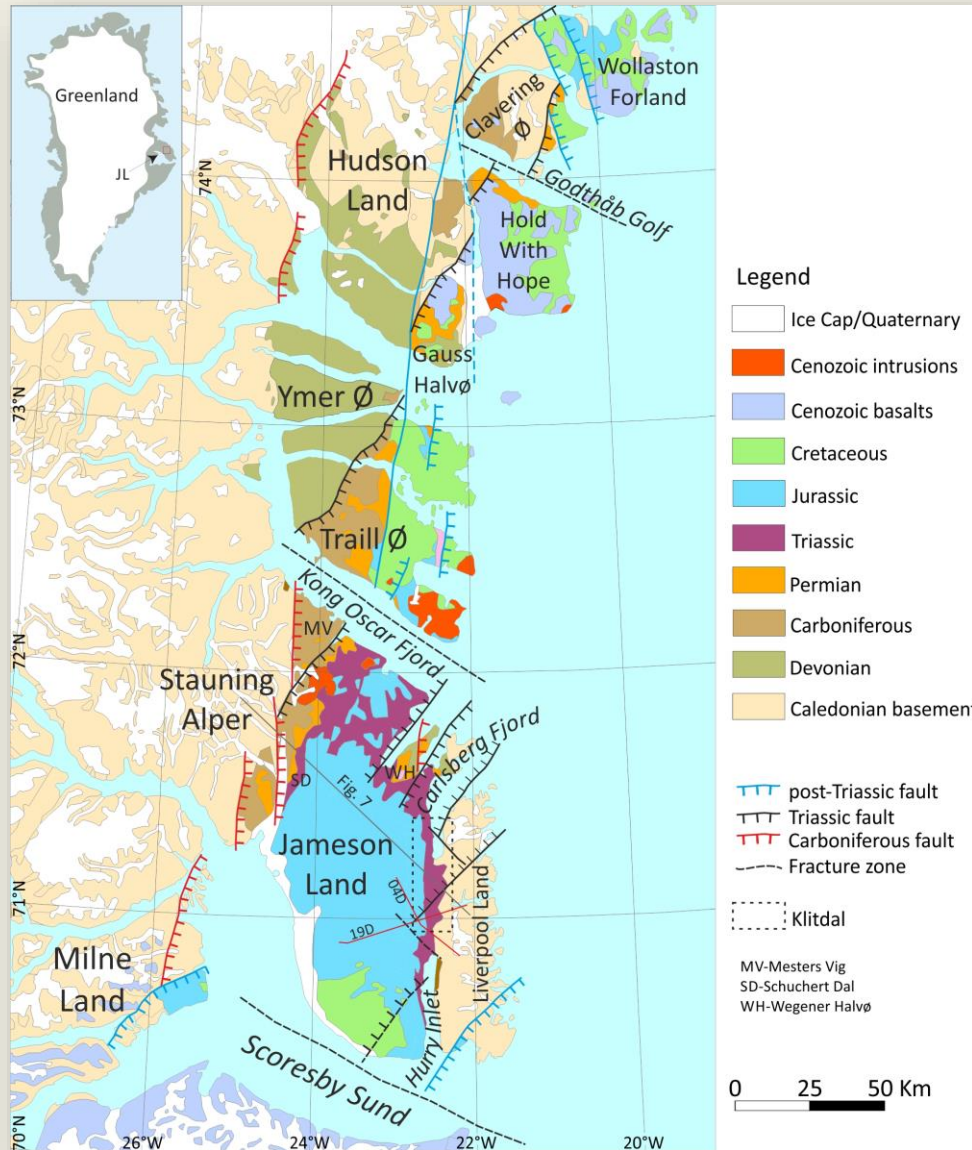 Greenland
JL
Wollaston
Forland
Clavering
Ø
Hudson
Land
Godthåb Golf
Hold
With
Hope
74°N
Gauss
Halvø
Ymer Ø
73°N
Traill Ø
Kong Oscar Fjord
MV
72°N
Stauning
Alper
Carlsberg Fjord
WH
SD
Fig. 7
Jameson
Land
04D
19D
Liverpool Land
71°N
Milne
Land
Hurry Inlet
Scoresby Sund
70°N
26°W
24°W
22°W
20°W
Legend
Ice Cap/Quaternary
Cenozoic intrusions
Cenozoic basalts
Cretaceous
Jurassic
Triassic
Permian
Carboniferous
Devonian
Caledonian basement
post-Triassic fault
Triassic fault
Carboniferous fault
Fracture zone
Klitdal
MV-Mesters Vig
SD-Schuchert Dal
WH-Wegener Halvø
0 25 50 Km